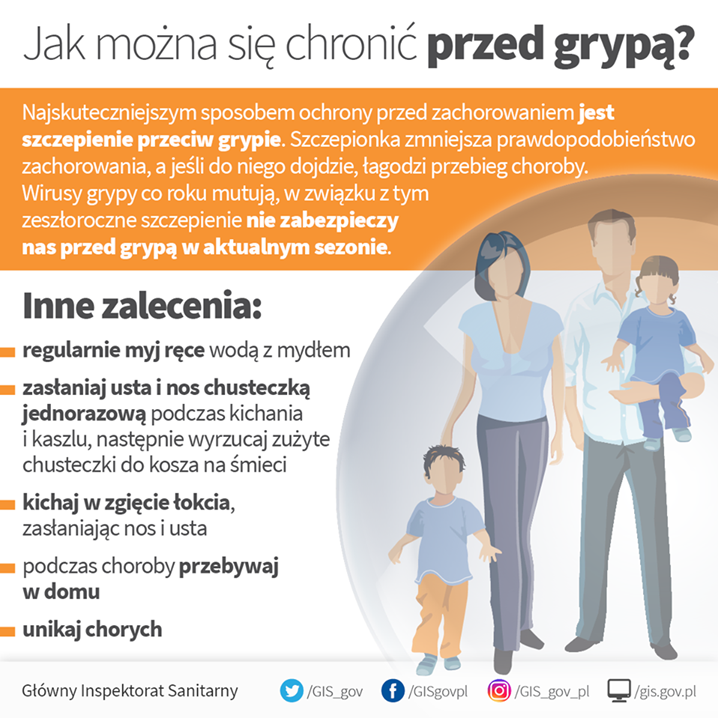 Jak można się chronić przed grypą?
Najskuteczniejszym sposobem ochrony przed zachorowaniem jest
szczepienie przeciw grypie. Szczepionka zmniejsza prawdopodobieństwo
zachorowania, a jeśli do niego dojdzie, łagodzi przebieg choroby.
Wirusy grypy co roku mutują, w związku z tym
zeszłoroczne szczepienie nie zabezpieczy
nas przed grypą w aktualnym sezonie.
Inne zalecenia:
regularnie myj ręce wodą z mydłem
zasłaniaj usta i nos chusteczką
jednorazową podczas kichania
i kaszlu, następnie wyrzucaj zużyte
chusteczki do kosza na śmieci
kichaj w zgięcie łokcia,
zasłaniając nos i usta
podczas choroby przebywaj
w domu
unikaj chorych
Główny Inspektorat Sanitarny /GIS_gov /GISgovpl /GIS_gov_pl /gis.gov.pl